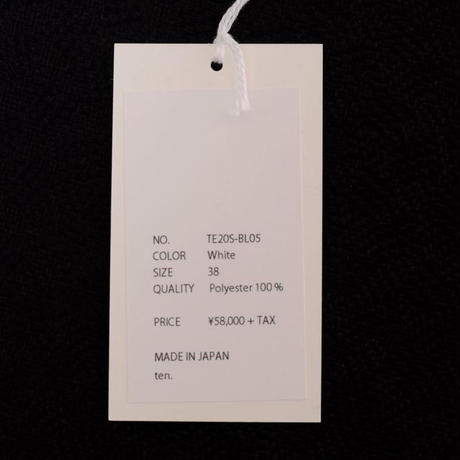 NO. TE20S-BL05
COLOR White
SIZE 38
QUALITY Polyester 100 %
PRICE ¥58,000 + TAX
MADE IN JAPAN
ten.